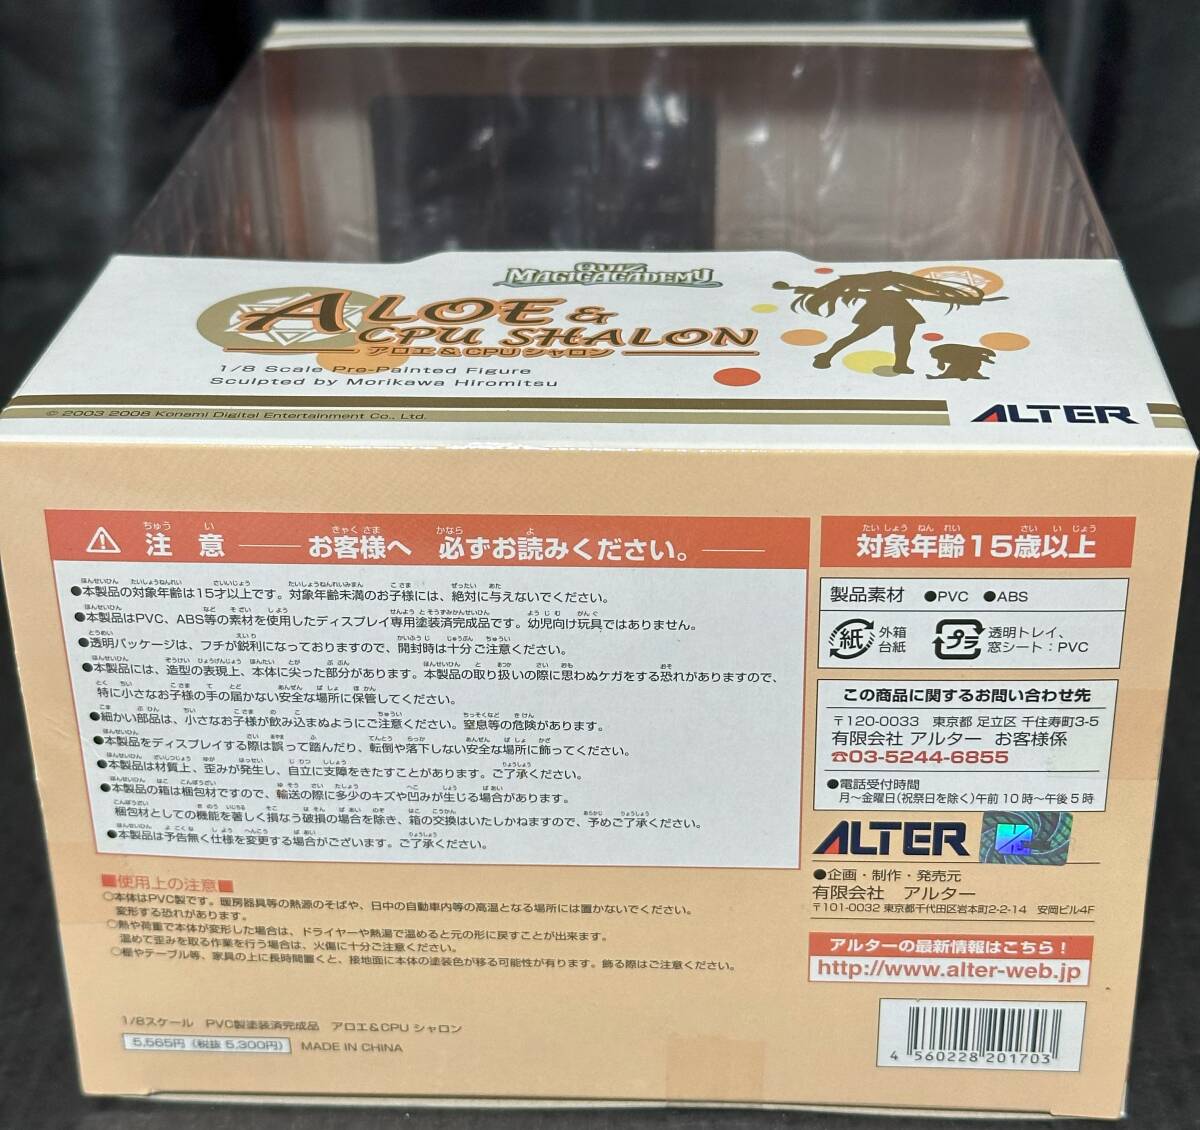 QUIZ
MAGIC ACADEMY
ALOE &
CPU SHALON
アロエ&CPUシャロン
1/8 Scale Pre-Painted Figure
Sculpted by Morikawa Hiromitsu
© 2003 2008 Konami Digital Entertainment Co., Ltd.
ALTER
注意 お客様へ 必ずお読みください。
●本製品の対象年齢は15才以上です。対象年齢未満のお子様には、絶対に与えないでください。
●本製品はPVC、ABS等の素材を使用したディスプレイ専用塗装済完成品です。幼児向け玩具ではありません。
●透明パッケージは、フチが鋭利になっておりますので、開封時は十分ご注意ください。
●本製品には、造型の表現上、本体に尖った部分があります。本製品の取り扱いの際に思わぬケガをする恐れがありますので、
特に小さなお子様の手の届かない安全な場所に保管してください。
●細かい部品は、小さなお子様が飲み込まぬようにご注意ください。窒息等の危険があります。
●本製品をディスプレイする際は誤って踏んだり、転倒や落下しない安全な場所に飾ってください。
●本製品は材質上、歪みが発生し、自立に支障をきたすことがあります。ご了承ください。
●本製品の箱は梱包材ですので、輸送の際に多少のキズや凹みが生じる場合があります。
梱包材としての機能を著しく損なう破損の場合を除き、箱の交換はいたしかねますので、予めご了承ください。
●本製品は予告無く仕様を変更する場合がございます。ご了承ください。
■使用上の注意■
○本体はPVC製です。暖房器具等の熱源のそばや、日中の自動車内等の高温となる場所には置かないでください。
変形する恐れがあります。
○熱や荷重で本体が変形した場合は、ドライヤーや熱湯で温めると元の形に戻すことが出来ます。
温めて歪みを取る作業を行う場合は、火傷に十分ご注意ください。
○棚やテーブル等、家具の上に長時間置くと、接地面に本体の塗装色が移る可能性が有ります。飾る際はご注意ください。
1/8スケール PVC製塗装済完成品 アロエ&CPU シャロン
5,565円(税抜 5,300円) MADE IN CHINA
対象年齢15歳以上
製品素材 ●PVC ●ABS
紙 外箱
台紙
プラ 透明トレイ、
窓シート:PVC
この商品に関するお問い合わせ先
〒120-0033 東京都 足立区 千住寿町3-5
有限会社 アルター お客様係
☎03-5244-6855
●電話受付時間
月〜金曜日(祝祭日を除く)午前10時〜午後5時
ALTER
●企画・制作・発売元
有限会社 アルター
〒101-0032 東京都千代田区岩本町2-2-14 安岡ビル4F
アルターの最新情報はこちら!
http://www.alter-web.jp
4 560228 201703